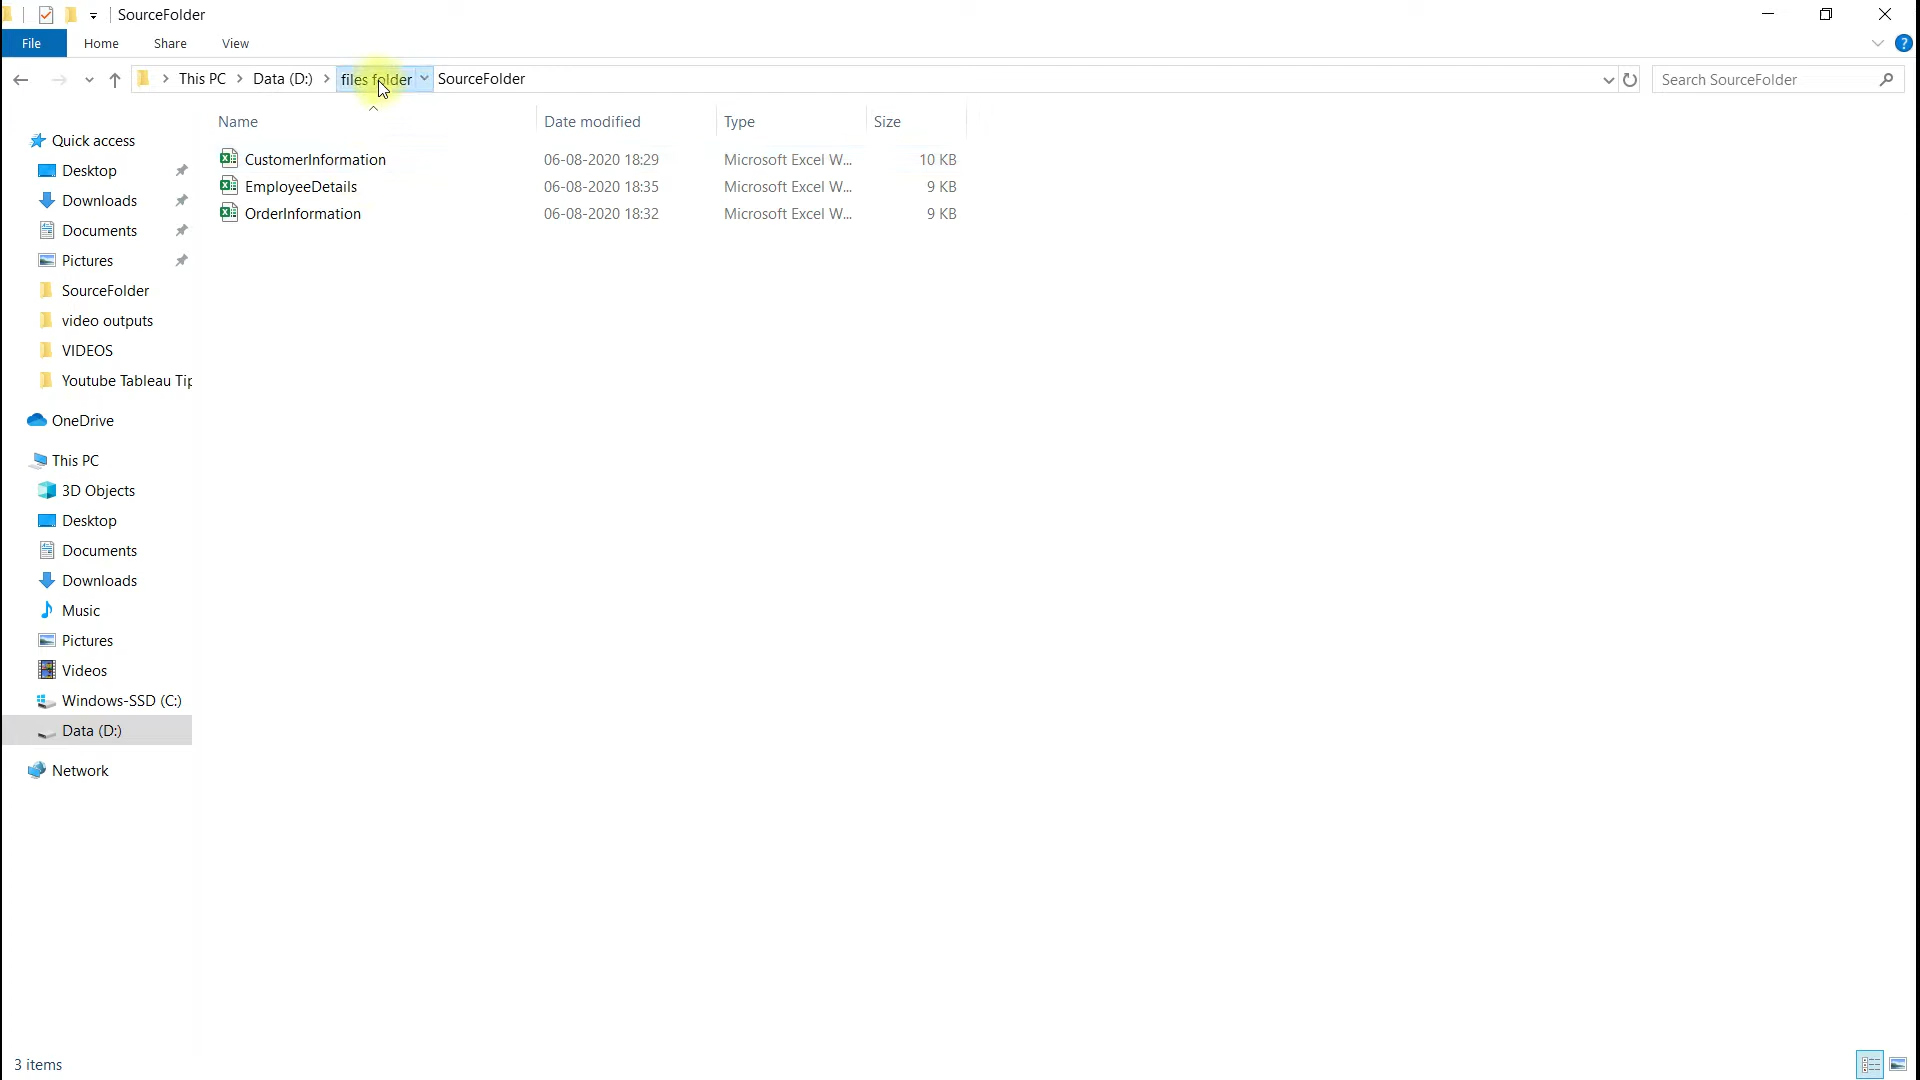 SourceFolder
File Home Share View
This PC Data (D:) files folder SourceFolder
Search SourceFolder
Name Date modified Type Size
CustomerInformation 06-08-2020 18:29 Microsoft Excel W... 10 KB
EmployeeDetails 06-08-2020 18:35 Microsoft Excel W... 9 KB
OrderInformation 06-08-2020 18:32 Microsoft Excel W... 9 KB
Quick access
Desktop
Downloads
Documents
Pictures
SourceFolder
video outputs
VIDEOS
Youtube Tableau Tip
OneDrive
This PC
3D Objects
Desktop
Documents
Downloads
Music
Pictures
Videos
Windows-SSD (C:)
Data (D:)
Network
3 items